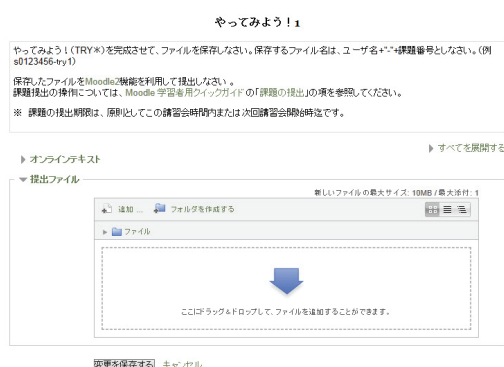 やってみよう！1
やってみよう！（TRY＊）を完成させて、ファイルを保存しなさい。保存するファイル名は、ユーザ名+"-"+課題番号としなさい。（例
s0123456-try1）
保存したファイルをMoodle2機能を利用して提出しなさい 。
課題提出の操作については、Moodle 学習者用クイックガイドの「課題の提出」の項を参照してください。
※ 課題の提出期限は、原則としてこの講習会時間内または次回講習会開始時迄です。
すべてを展開する
オンラインテキスト
提出ファイル
新しいファイルの最大サイズ: 10MB / 最大添付: 1
追加 ... フォルダを作成する
ファイル
ここにドラッグ＆ドロップして、ファイルを追加することができます。
変更を保存する キャンセル